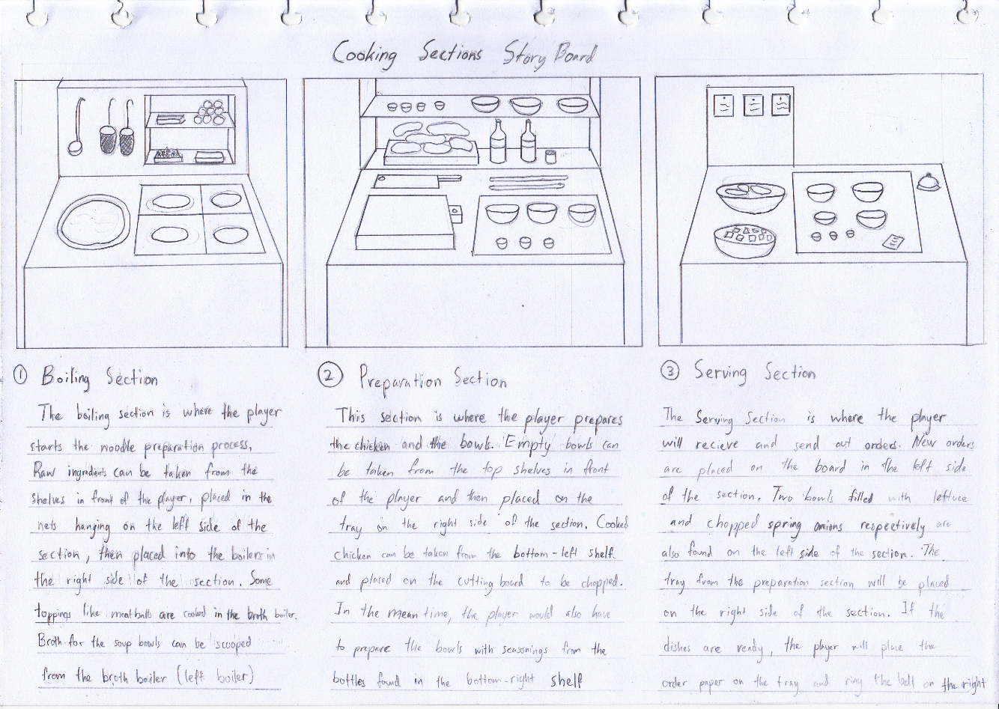 Cooking Sections Story Board
① Boiling Section
The boiling section is where the player
starts the noodle preparation process.
Raw ingredients can be taken from the
shelves in front of the player, placed in the
nets hanging on the left side of the
section, then placed into the boilers in
the right side of the section. Some
toppings like meatballs are cooked in the broth boiler.
Broth for the soup bowls can be scooped
from the broth boiler (left boiler)
② Preparation Section
This section is where the player prepares
the chicken and the bowls. Empty bowls can
be taken from the top shelves in front
of the player and then placed on the
tray on the right side of the section. Cooked
chicken can be taken from the bottom-left shelf
and placed on the cutting board to be chopped.
In the mean time, the player would also have
to prepare the bowls with seasonings from the
bottles found in the bottom-right shelf
③ Serving Section
The Serving Section is where the player
will recieve and send out orders. New orders
are placed on the board in the left side
of the section. Two bowls filled with lettuce
and chopped spring onions respectively are
also found on the left side of the section. The
tray from the preparation section will be placed
on the right side of the section. If the
dishes are ready, the player will place the
order paper on the tray and ring the bell on the right